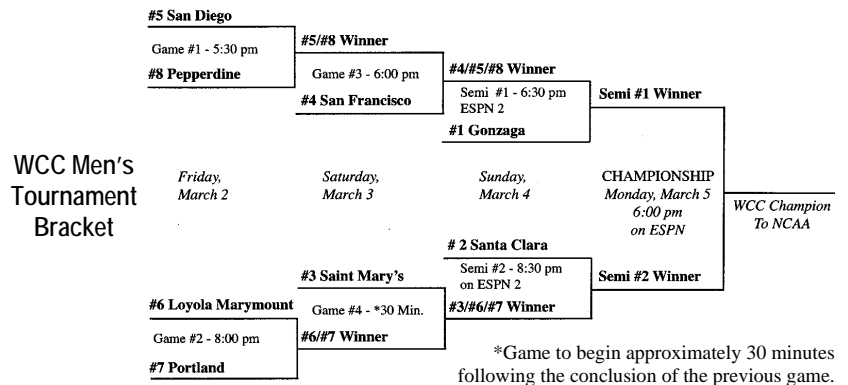 #5 San Diego
Game #1 - 5:30 pm
#8 Pepperdine
#5/#8 Winner
Game #3 - 6:00 pm
#4 San Francisco
#4/#5/#8 Winner
Semi #1 - 6:30 pm
ESPN 2
#1 Gonzaga
Semi #1 Winner
WCC Men's
Tournament
Bracket
Friday,
March 2
Saturday,
March 3
Sunday,
March 4
CHAMPIONSHIP
Monday, March 5
6:00 pm
on ESPN
WCC Champion
To NCAA
# 2 Santa Clara
Semi #2 - 8:30 pm
on ESPN 2
#3/#6/#7 Winner
Semi #2 Winner
#3 Saint Mary's
Game #4 - *30 Min.
#6/#7 Winner
#6 Loyola Marymount
Game #2 - 8:00 pm
#7 Portland
*Game to begin approximately 30 minutes
following the conclusion of the previous game.